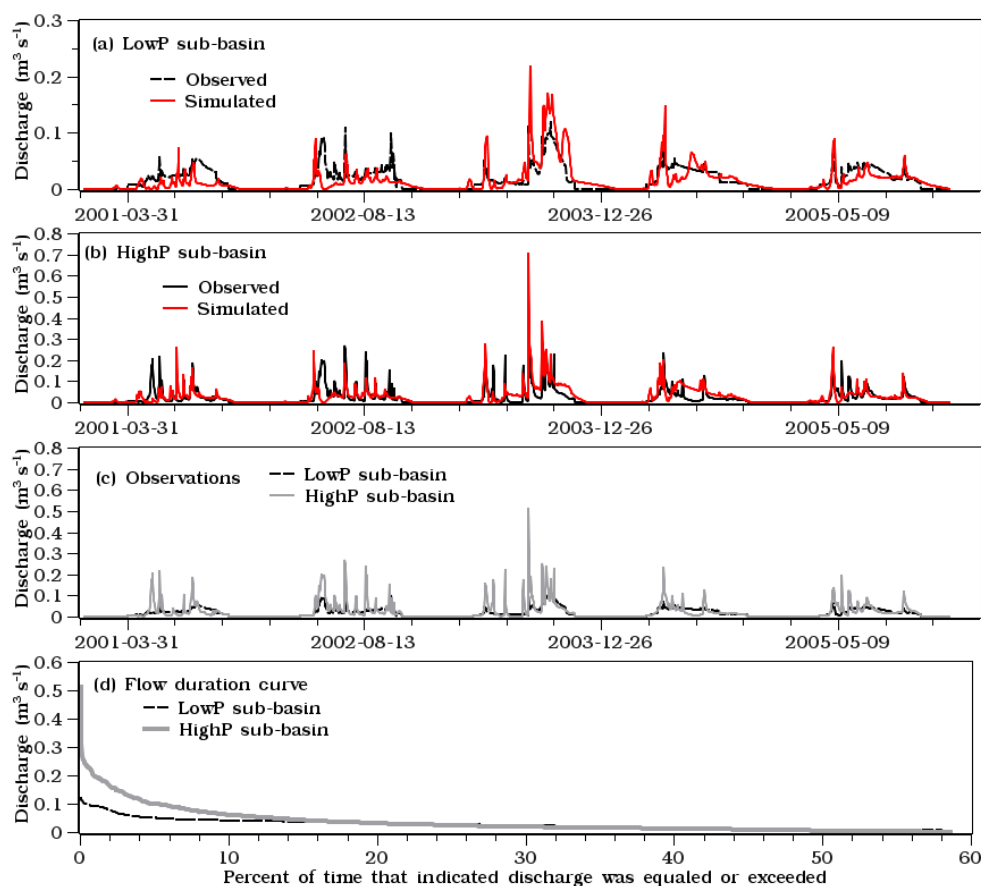 0.3
(a) LowP sub-basin
0.2
Observed
Simulated
0.1
0
Discharge (m³ s⁻¹)
2001-03-31 2002-08-13 2003-12-26 2005-05-09
0.8
(b) HighP sub-basin
0.7
0.6
Observed
0.5
Simulated
0.4
0.3
0.2
0.1
0
Discharge (m³ s⁻¹)
2001-03-31 2002-08-13 2003-12-26 2005-05-09
0.8
(c) Observations
LowP sub-basin
HighP sub-basin
0.7
0.6
0.5
0.4
0.3
0.2
0.1
0
Discharge (m³ s⁻¹)
2001-03-31 2002-08-13 2003-12-26 2005-05-09
0.6
(d) Flow duration curve
LowP sub-basin
HighP sub-basin
0.5
0.4
0.3
0.2
0.1
0
Discharge (m³ s⁻¹)
0 10 20 30 40 50 60
Percent of time that indicated discharge was equaled or exceeded